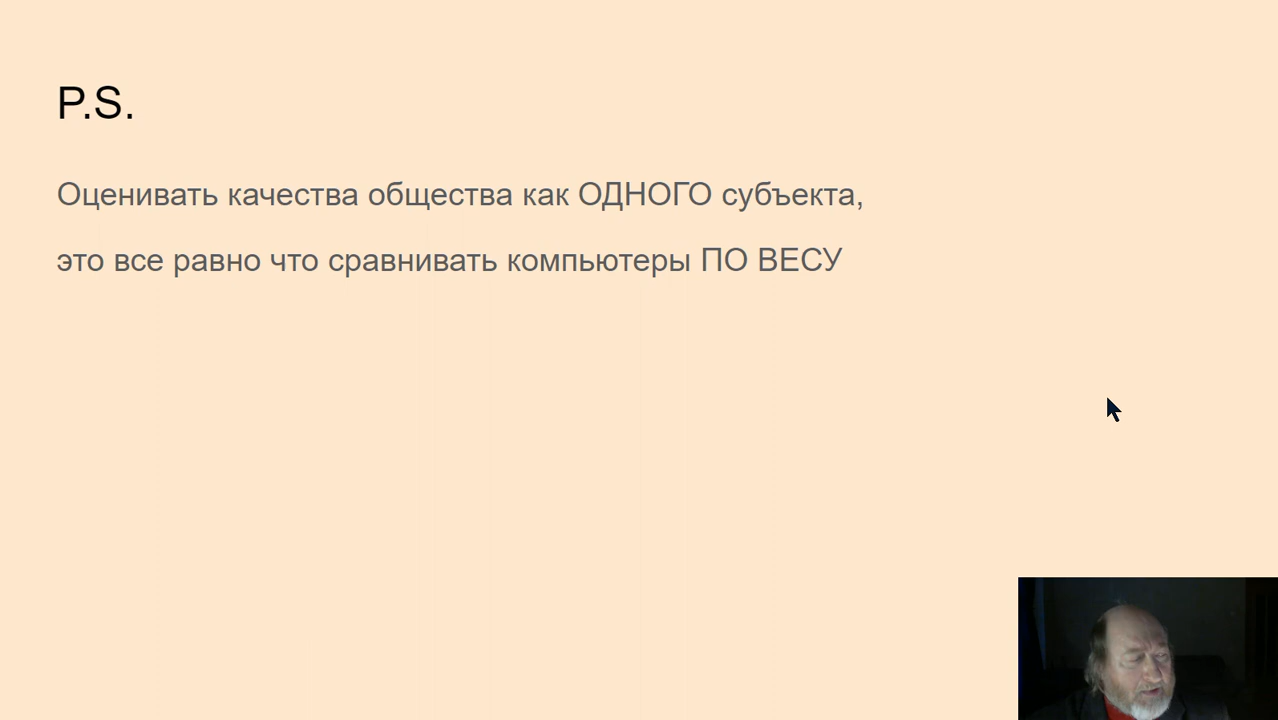 P.S.
Оценивать качества общества как ОДНОГО субъекта,
это все равно что сравнивать компьютеры ПО ВЕСУ